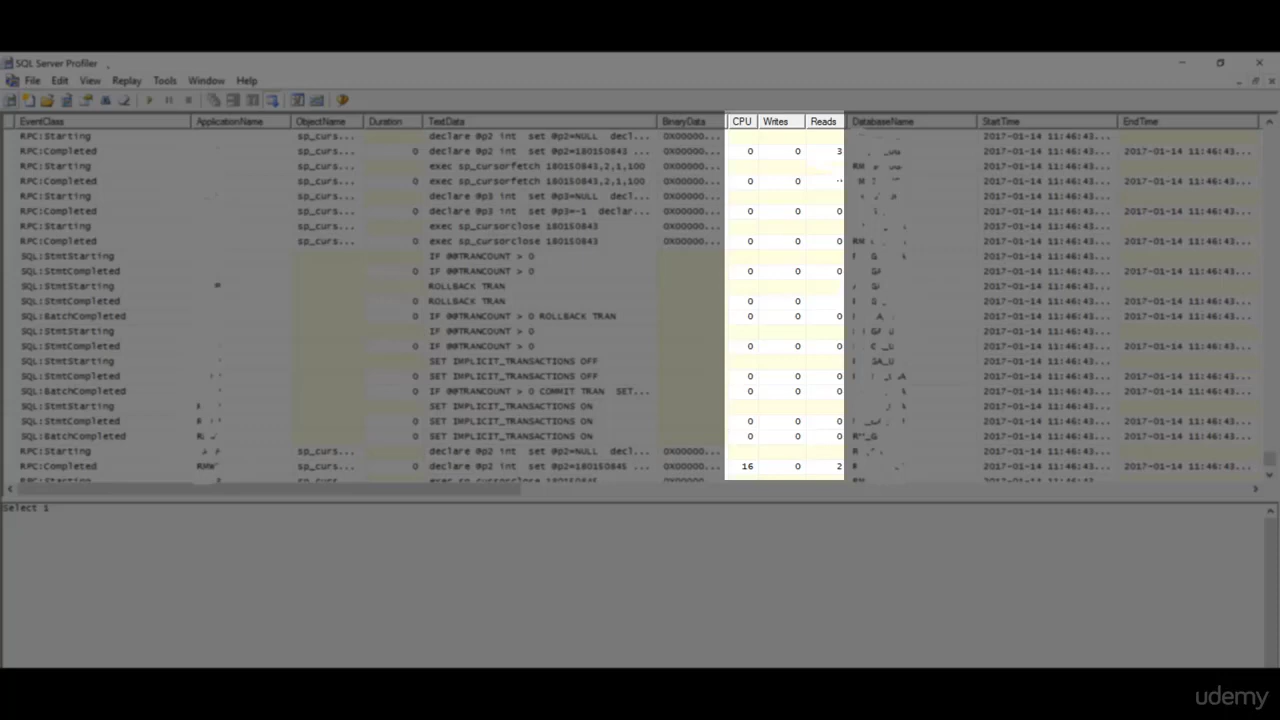 SQL Server Profiler
File Edit View Replay Tools Window Help
EventClass ApplicationName ObjectName Duration TextData BinaryData CPU Writes Reads DatabaseName StartTime EndTime
RPC:Starting sp_curs... declare @p2 int set @p2=NULL decl... 0X00000... 2017-01-14 11:46:43...
RPC:Completed sp_curs... 0 declare @p2 int set @p2=180150843 ... 0X00000... 0 0 3 2017-01-14 11:46:43... 2017-01-14 11:46:43...
RPC:Starting sp_curs... exec sp_cursorfetch 180150843,2,1,100 0X00000... 2017-01-14 11:46:43...
RPC:Completed sp_curs... 0 exec sp_cursorfetch 180150843,2,1,100 0X00000... 0 0 2017-01-14 11:46:43... 2017-01-14 11:46:43...
RPC:Starting sp_curs... declare @p3 int set @p3=NULL decl... 0X00000... 2017-01-14 11:46:43...
RPC:Completed sp_curs... 0 declare @p3 int set @p3=-1 declar... 0X00000... 0 0 0 2017-01-14 11:46:43... 2017-01-14 11:46:43...
RPC:Starting sp_curs... exec sp_cursorclose 180150843 0X00000... 2017-01-14 11:46:43...
RPC:Completed sp_curs... 0 exec sp_cursorclose 180150843 0X00000... 0 0 0 2017-01-14 11:46:43... 2017-01-14 11:46:43...
SQL:StmtStarting IF @@TRANCOUNT > 0 2017-01-14 11:46:43...
SQL:StmtCompleted 0 IF @@TRANCOUNT > 0 0 0 0 2017-01-14 11:46:43... 2017-01-14 11:46:43...
SQL:StmtStarting ROLLBACK TRAN 2017-01-14 11:46:43...
SQL:StmtCompleted 0 ROLLBACK TRAN 0 0 2017-01-14 11:46:43... 2017-01-14 11:46:43...
SQL:BatchCompleted 0 IF @@TRANCOUNT > 0 ROLLBACK TRAN 0 0 0 2017-01-14 11:46:43... 2017-01-14 11:46:43...
SQL:StmtStarting IF @@TRANCOUNT > 0 2017-01-14 11:46:43...
SQL:StmtCompleted 0 IF @@TRANCOUNT > 0 0 0 0 2017-01-14 11:46:43... 2017-01-14 11:46:43...
SQL:StmtStarting SET IMPLICIT_TRANSACTIONS OFF 2017-01-14 11:46:43...
SQL:StmtCompleted 0 SET IMPLICIT_TRANSACTIONS OFF 0 0 0 2017-01-14 11:46:43... 2017-01-14 11:46:43...
SQL:BatchCompleted 0 IF @@TRANCOUNT > 0 COMMIT TRAN SET... 0 0 0 2017-01-14 11:46:43... 2017-01-14 11:46:43...
SQL:StmtStarting SET IMPLICIT_TRANSACTIONS ON 2017-01-14 11:46:43...
SQL:StmtCompleted 0 SET IMPLICIT_TRANSACTIONS ON 0 0 0 2017-01-14 11:46:43... 2017-01-14 11:46:43...
SQL:BatchCompleted 0 SET IMPLICIT_TRANSACTIONS ON 0 0 0 2017-01-14 11:46:43... 2017-01-14 11:46:43...
RPC:Starting sp_curs... declare @p2 int set @p2=NULL decl... 0X00000... 2017-01-14 11:46:43...
RPC:Completed sp_curs... 0 declare @p2 int set @p2=180150845 ... 0X00000... 16 0 2 2017-01-14 11:46:43... 2017-01-14 11:46:43...
Select i
udemy